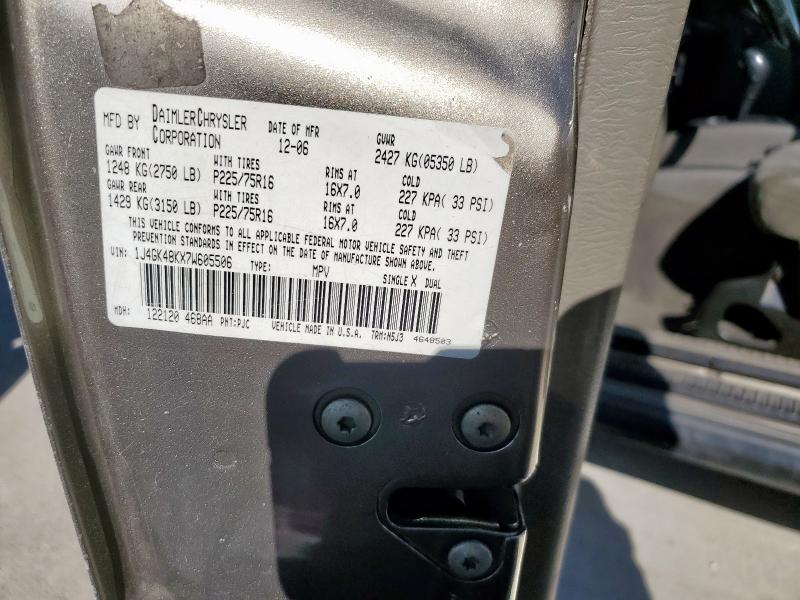 MFD BY DAIMLERCHRYSLER CORPORATION DATE OF MFR 12-06 GVWR 2427 KG(05350 LB)
GAWR FRONT WITH TIRES RIMS AT COLD
1248 KG(2750 LB) P225/75R16 16X7.0 227 KPA( 33 PSI)
GAWR REAR WITH TIRES RIMS AT COLD
1429 KG(3150 LB) P225/75R16 16X7.0 227 KPA( 33 PSI)
THIS VEHICLE CONFORMS TO ALL APPLICABLE FEDERAL MOTOR VEHICLE SAFETY AND THEFT
PREVENTION STANDARDS IN EFFECT ON THE DATE OF MANUFACTURE SHOWN ABOVE.
VIN: 1J4GK48KX7W605506 TYPE: MPV SINGLE X DUAL
MDH: 122120 468AA PNT:PJC VEHICLE MADE IN U.S.A. TRM:N5J3 4648503